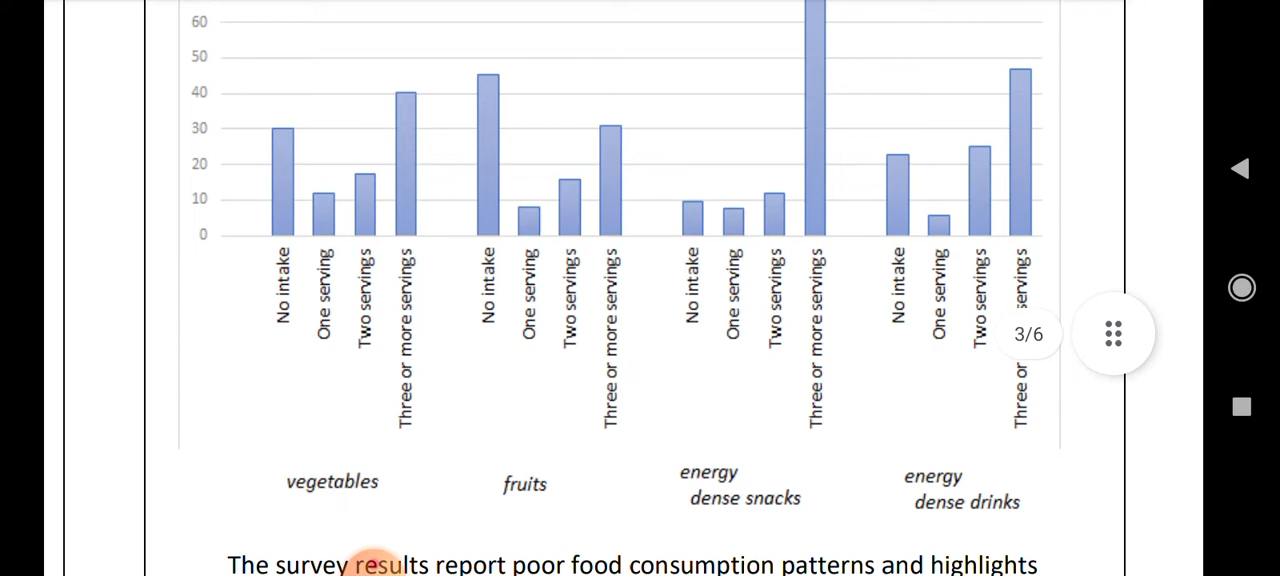 60
50
40
30
20
10
0
No intake
One serving
Two servings
Three or more servings
No intake
One serving
Two servings
Three or more servings
No intake
One serving
Two servings
Three or more servings
No intake
One serving
Two servings
Three or servings
3/6
vegetables
fruits
energy
dense snacks
energy
dense drinks
The survey results report poor food consumption patterns and highlights